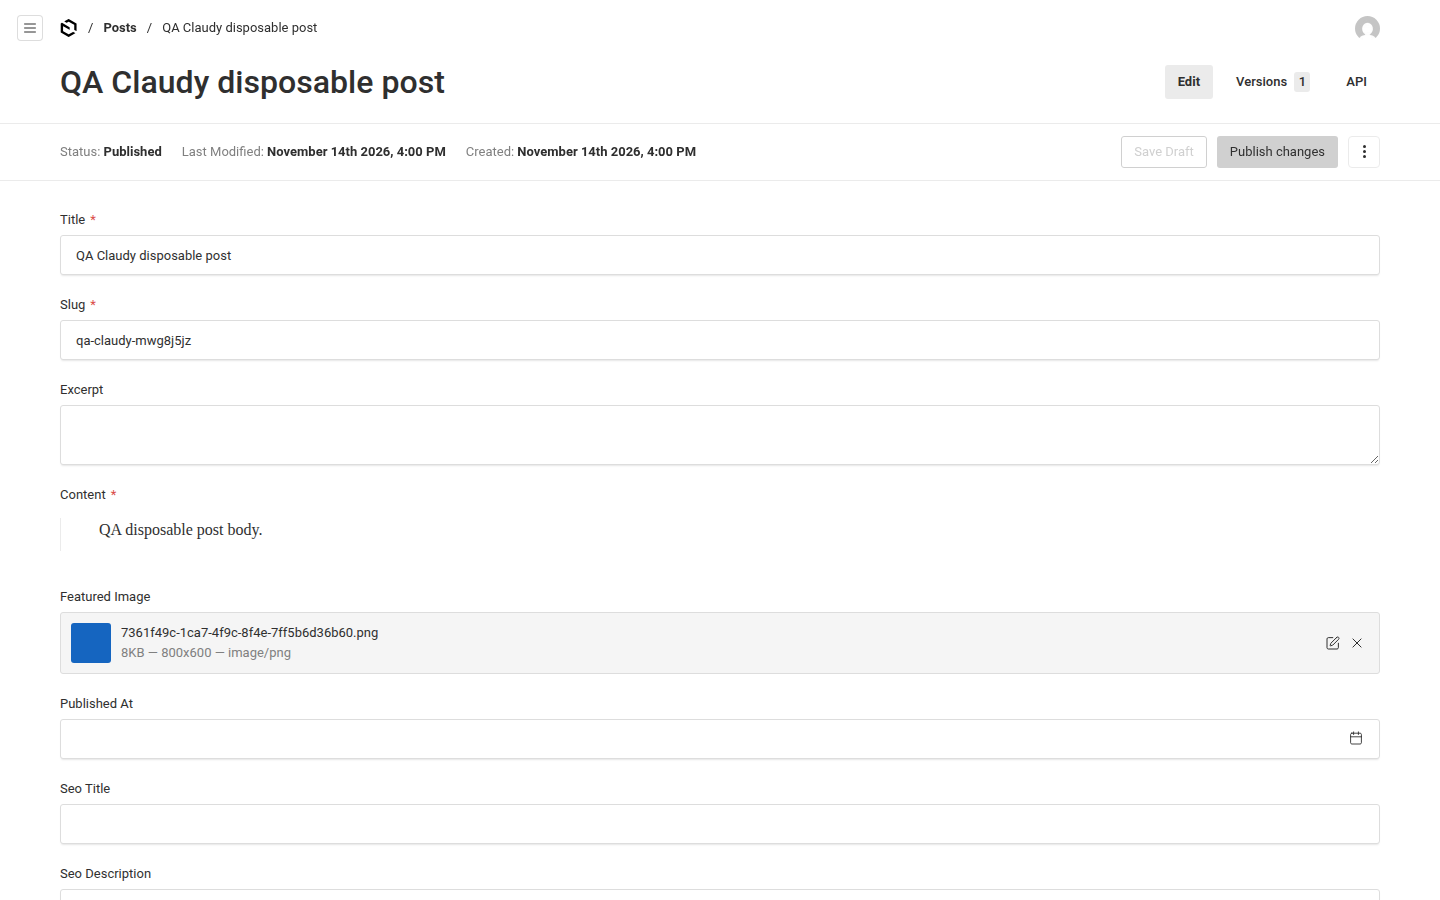 / Posts / QA Claudy disposable post
QA Claudy disposable post
Edit Versions 1 API
Status: Published Last Modified: November 14th 2026, 4:00 PM Created: November 14th 2026, 4:00 PM
Save Draft Publish changes
Title *
QA Claudy disposable post
Slug *
qa-claudy-mwg8j5jz
Excerpt
Content *
QA disposable post body.
Featured Image
7361f49c-1ca7-4f9c-8f4e-7ff5b6d36b60.png
8KB — 800x600 — image/png
Published At
Seo Title
Seo Description